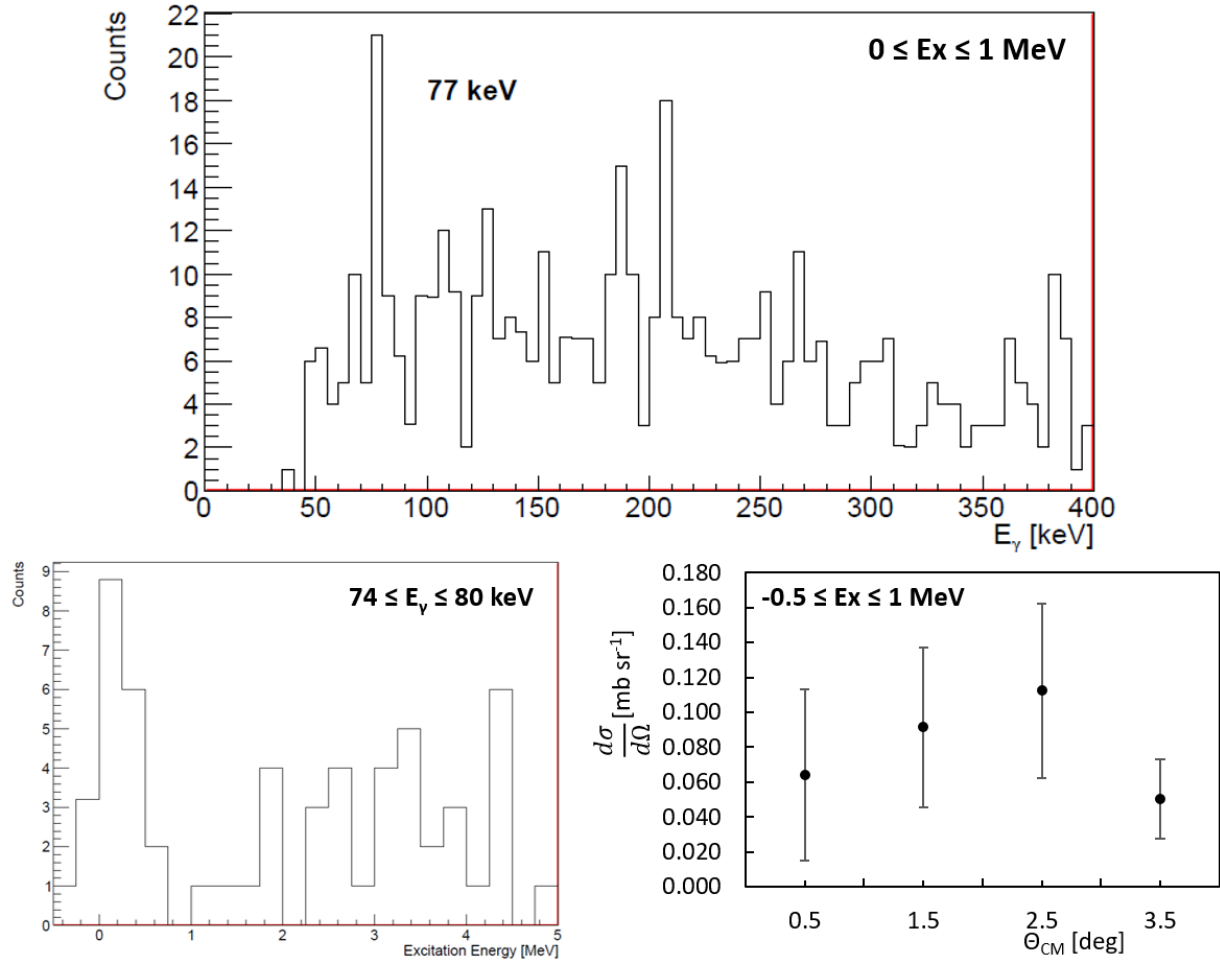 Counts
22
20
18
16
14
12
10
8
6
4
2
0
0 ≤ Ex ≤ 1 MeV
77 keV
0 50 100 150 200 250 300 350 400
E_γ [keV]
Counts
9
8
7
6
5
4
3
2
1
0
74 ≤ E_γ ≤ 80 keV
0 1 2 3 4 5
Excitation Energy [MeV]
dσ/dΩ [mb sr⁻¹]
0.180
0.160
0.140
0.120
0.100
0.080
0.060
0.040
0.020
0.000
-0.5 ≤ Ex ≤ 1 MeV
0.5 1.5 2.5 3.5
Θ_CM [deg]